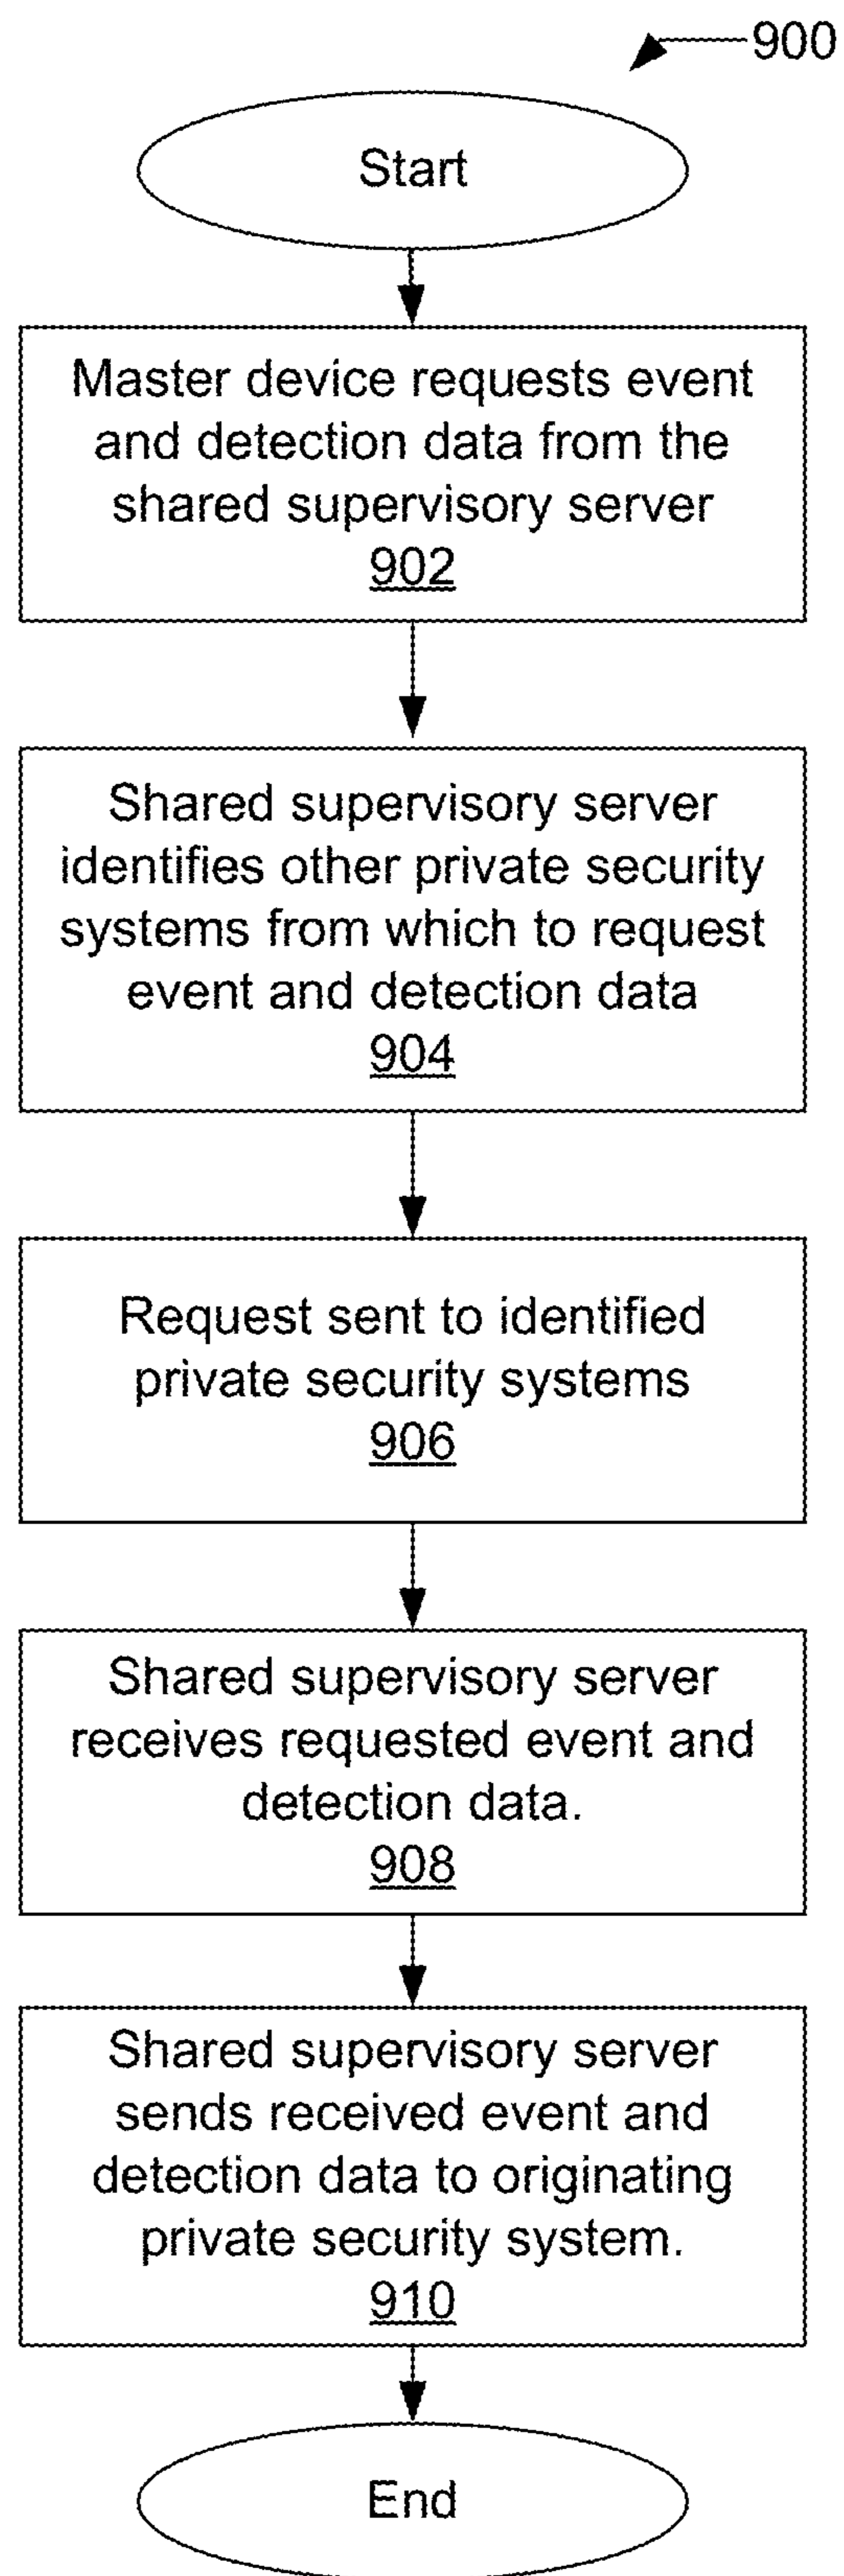 900
Start
Master device requests event
and detection data from the
shared supervisory server
902
Shared supervisory server
identifies other private security
systems from which to request
event and detection data
904
Request sent to identified
private security systems
906
Shared supervisory server
receives requested event and
detection data.
908
Shared supervisory server
sends received event and
detection data to originating
private security system.
910
End